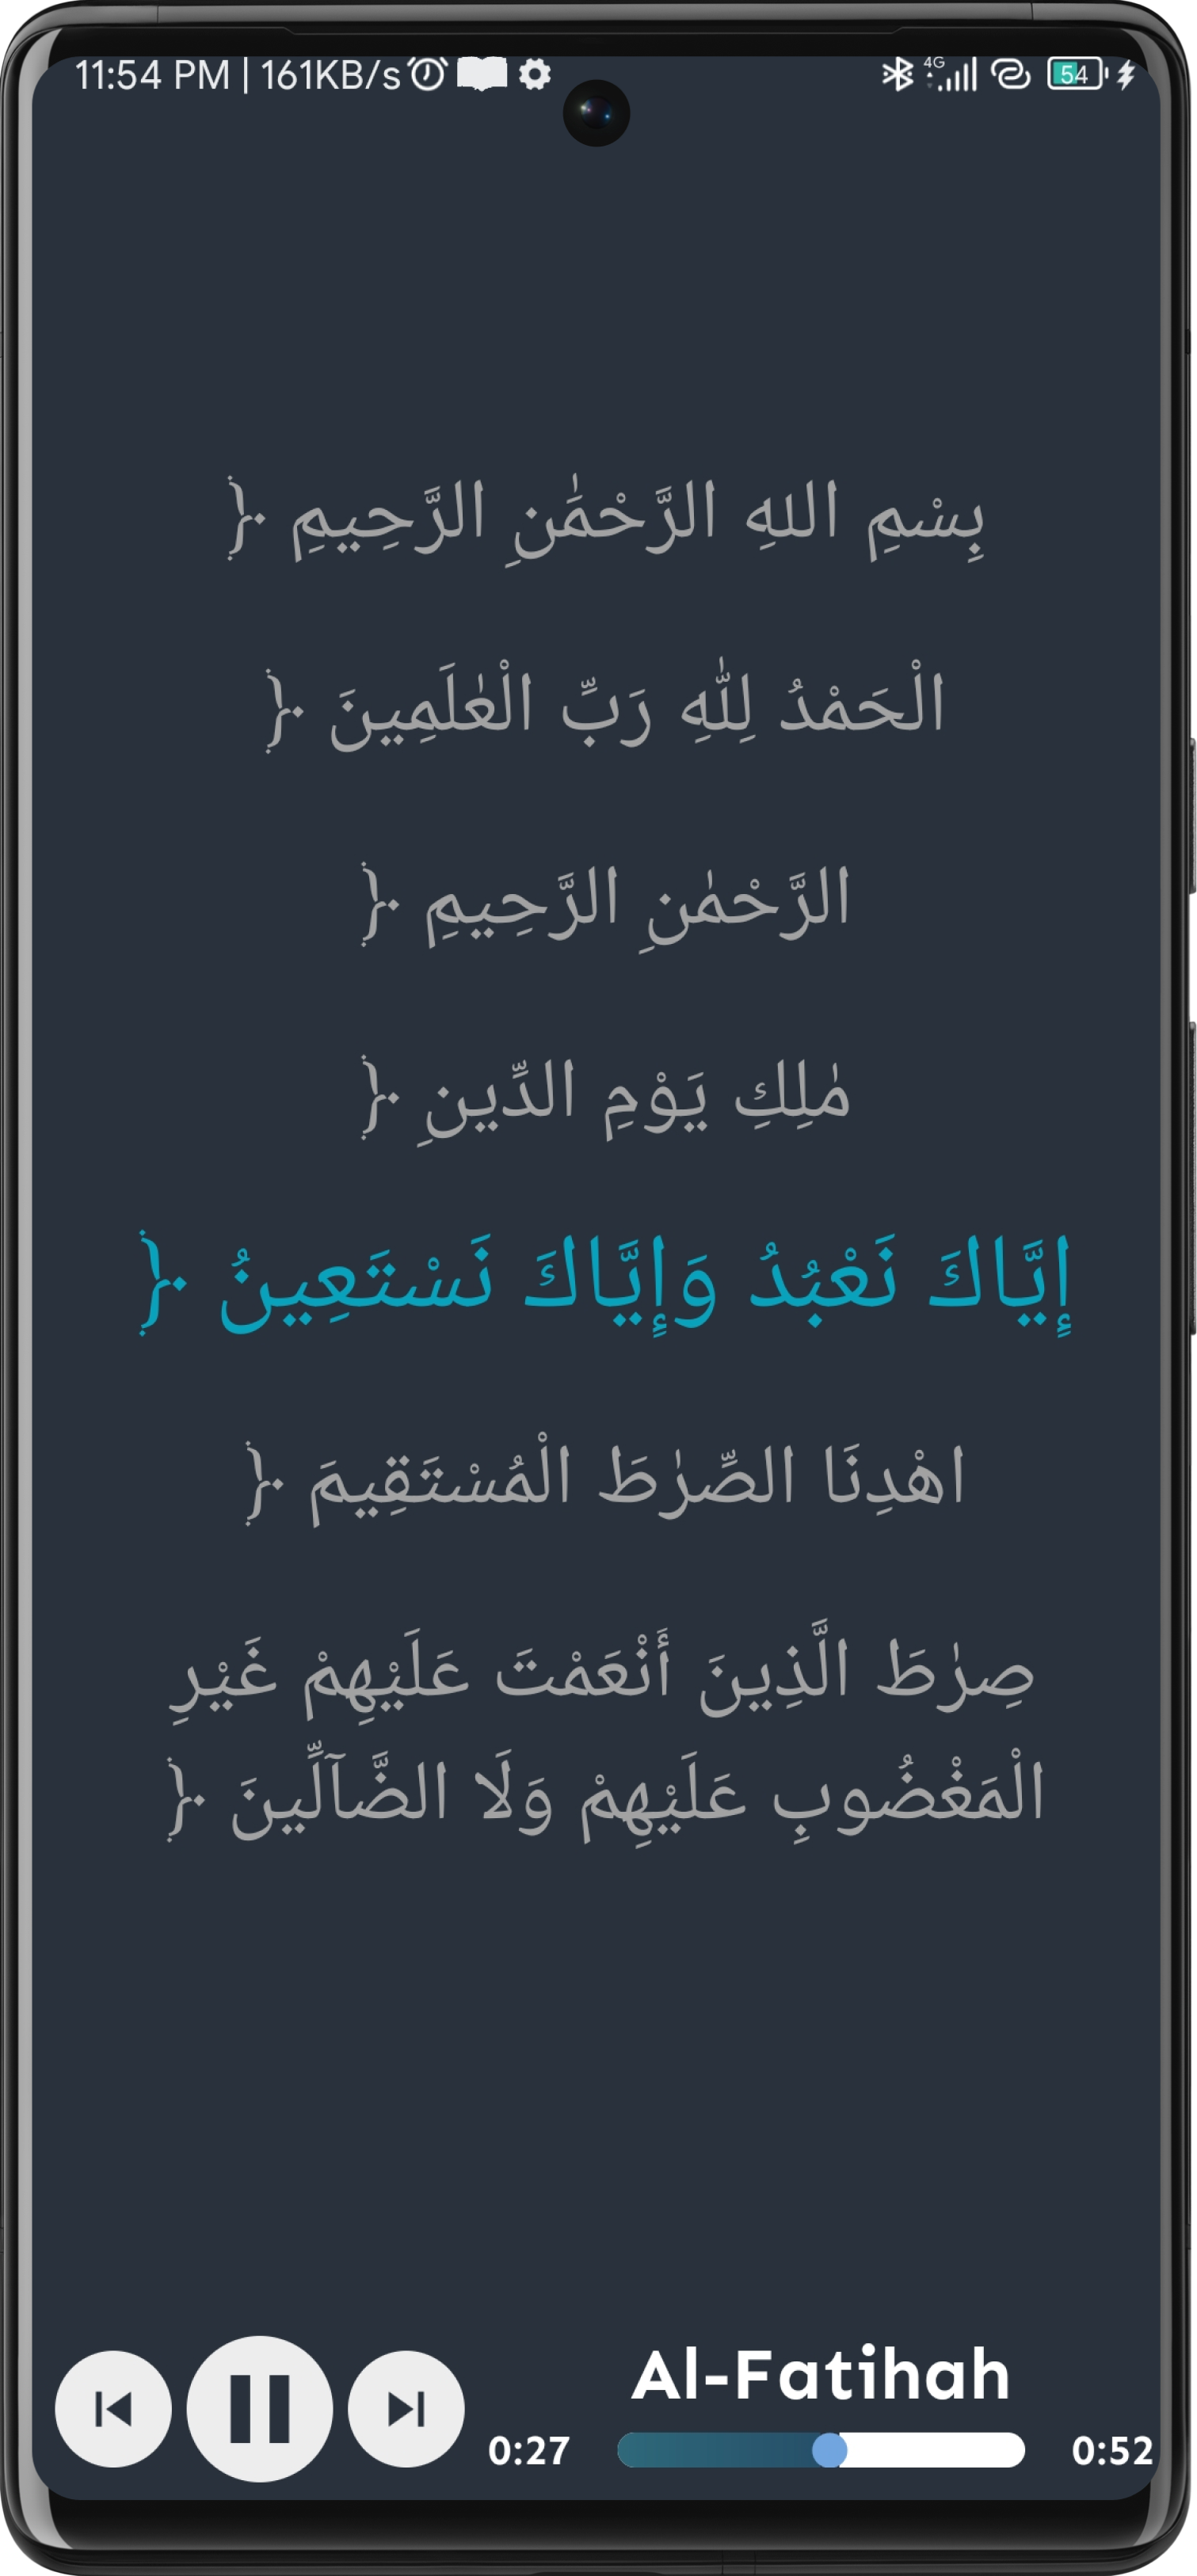 11:54 PM | 161KB/s 4G 54
بِسْمِ اللهِ الرَّحْمَٰنِ الرَّحِيمِ ﴿
الْحَمْدُ لِلّٰهِ رَبِّ الْعٰلَمِينَ ﴿
الرَّحْمٰنِ الرَّحِيمِ ﴿
مٰلِكِ يَوْمِ الدِّينِ ﴿
إِيَّاكَ نَعْبُدُ وَإِيَّاكَ نَسْتَعِينُ ﴿
اهْدِنَا الصِّرٰطَ الْمُسْتَقِيمَ ﴿
صِرٰطَ الَّذِينَ أَنْعَمْتَ عَلَيْهِمْ غَيْرِ
الْمَغْضُوبِ عَلَيْهِمْ وَلَا الضَّآلِّينَ ﴿
Al-Fatihah
0:27 0:52